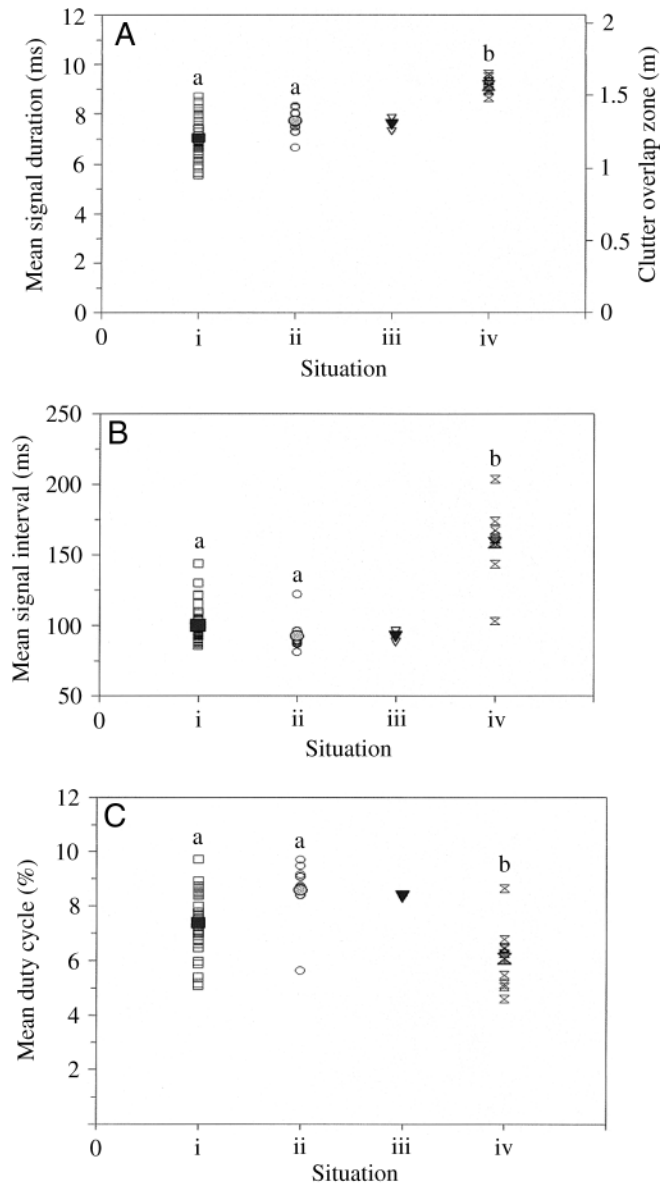 A
12
10
8
6
4
2
0
Mean signal duration (ms)
a
a
b
2
1.5
1
0.5
0
Clutter overlap zone (m)
0 i ii iii iv
Situation
B
250
200
150
100
50
Mean signal interval (ms)
a
a
b
0 i ii iii iv
Situation
C
12
10
8
6
4
2
Mean duty cycle (%)
a
a
b
0 i ii iii iv
Situation